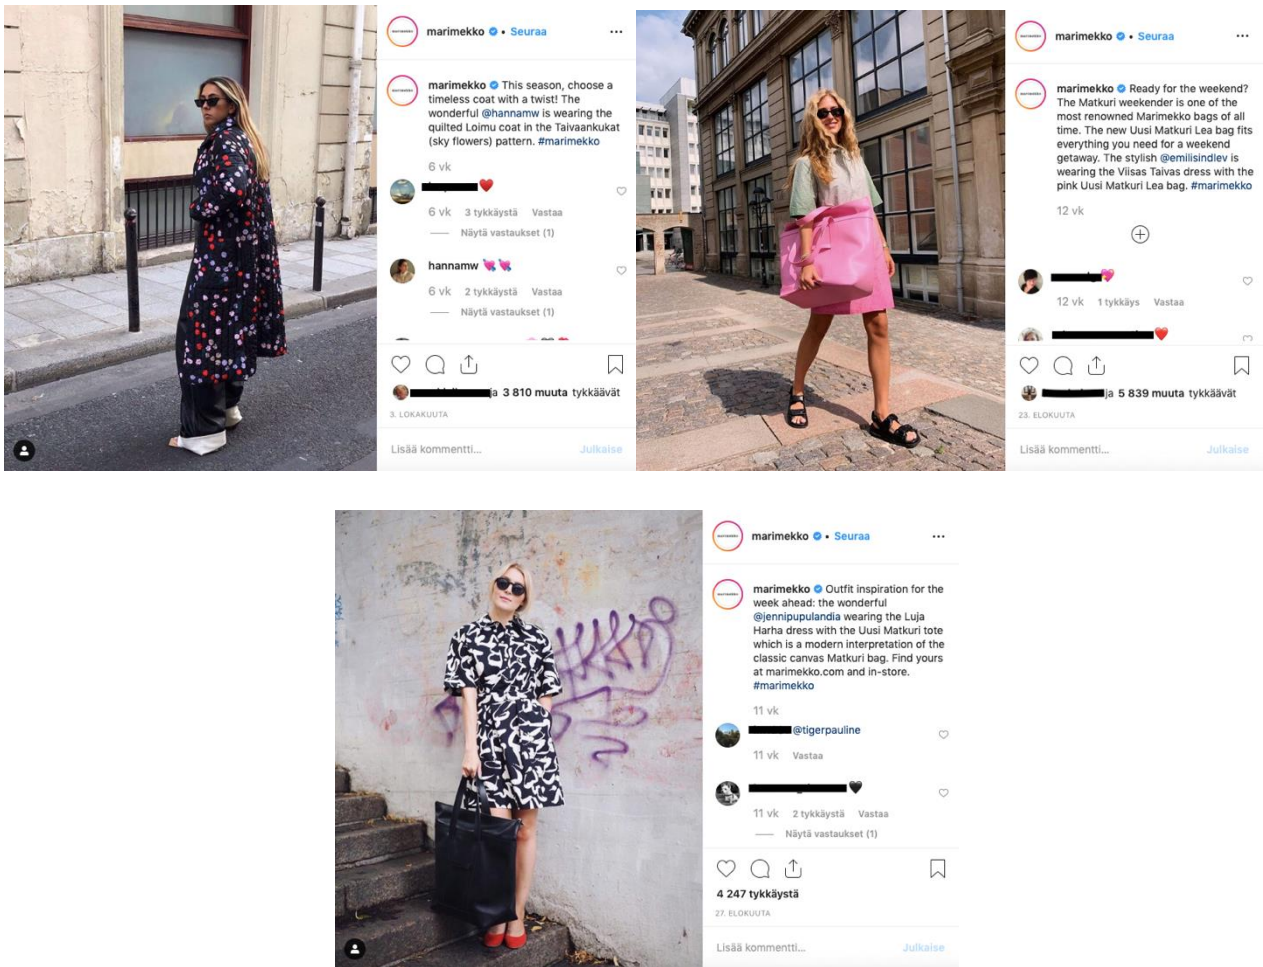 marimekko • Seuraa
marimekko This season, choose a
timeless coat with a twist! The
wonderful @hannamw is wearing the
quilted Loimu coat in the Taivaankukat
(sky flowers) pattern. #marimekko
6 vk
6 vk 3 tykkäystä Vastaa
Näytä vastaukset (1)
hannamw
6 vk 2 tykkäystä Vastaa
Näytä vastaukset (1)
ja 3 810 muuta tykkäävät
3. LOKAKUUTA
Lisää kommentti... Julkaise
marimekko • Seuraa
marimekko Ready for the weekend?
The Matkuri weekender is one of the
most renowned Marimekko bags of all
time. The new Uusi Matkuri Lea bag fits
everything you need for a weekend
getaway. The stylish @emilisindlev is
wearing the Viisas Taivas dress with the
pink Uusi Matkuri Lea bag. #marimekko
12 vk
12 vk 1 tykkäys Vastaa
ja 5 839 muuta tykkäävät
23. ELOKUUTA
Lisää kommentti... Julkaise
marimekko • Seuraa
marimekko Outfit inspiration for the
week ahead: the wonderful
@jennipupulandia wearing the Luja
Harha dress with the Uusi Matkuri tote
which is a modern interpretation of the
classic canvas Matkuri bag. Find yours
at marimekko.com and in-store.
#marimekko
11 vk
@tigerpauline
11 vk Vastaa
11 vk 2 tykkäystä Vastaa
Näytä vastaukset (1)
4 247 tykkäystä
27. ELOKUUTA
Lisää kommentti... Julkaise